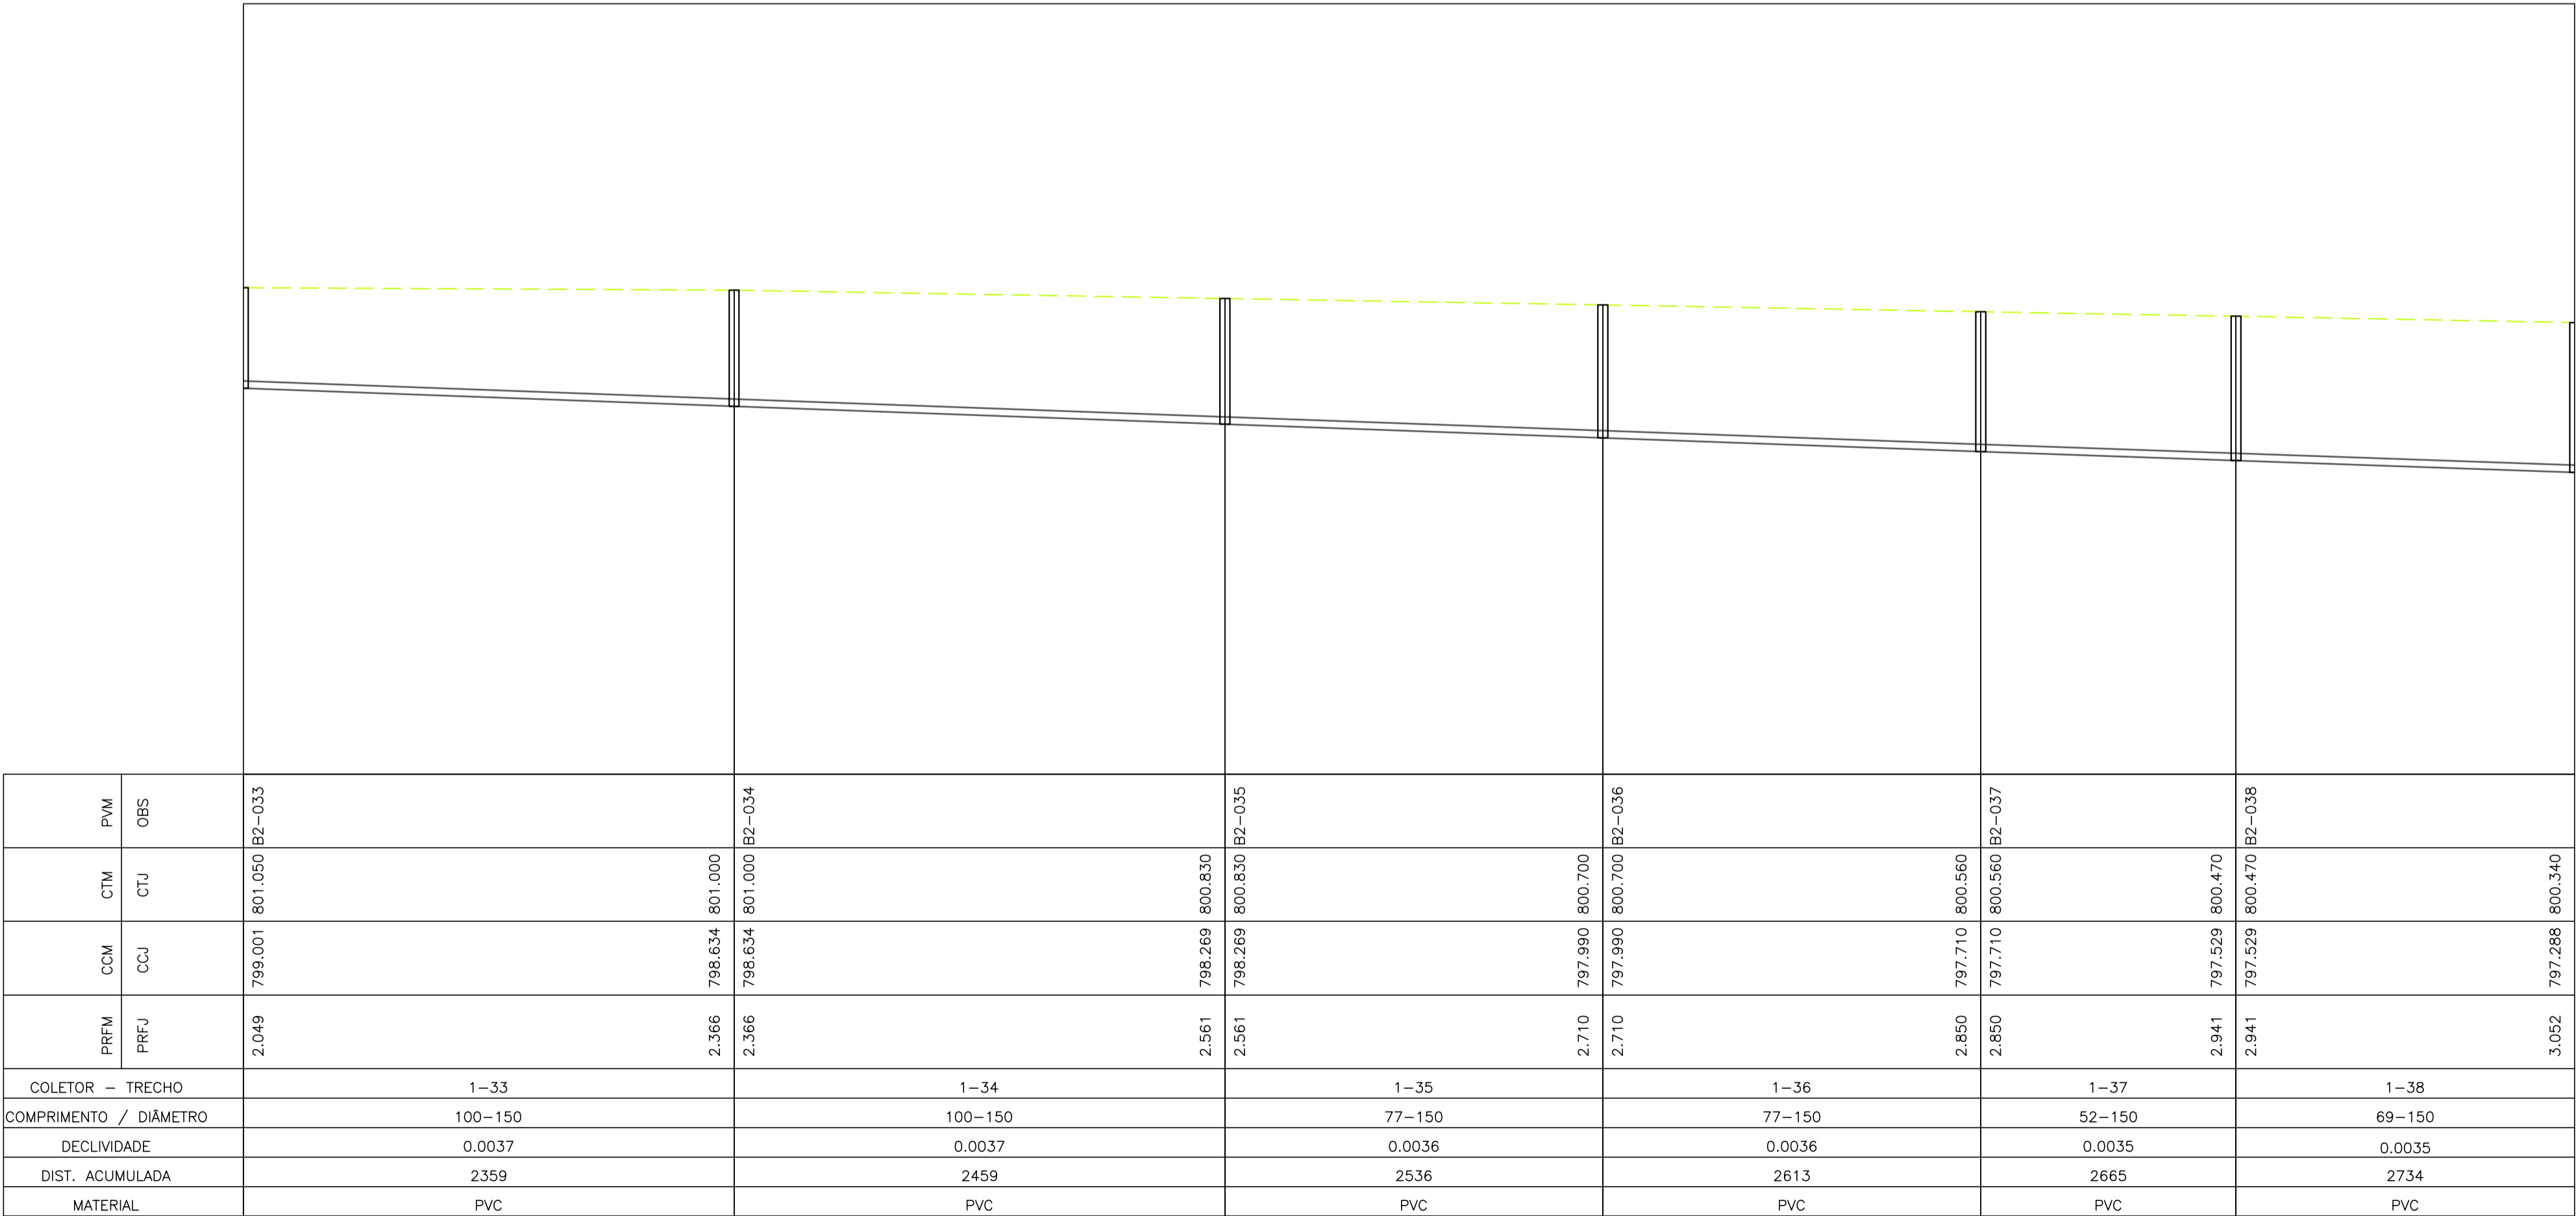 PVM OBS B2-033 B2-034 B2-035 B2-036 B2-037 B2-038
CTM CTJ 801.050 801.000 801.000 800.830 800.830 800.700 800.700 800.560 800.560 800.470 800.470 800.340
CCM CCJ 799.001 798.634 798.634 798.269 798.269 797.990 797.990 797.710 797.710 797.529 797.529 797.288
PRFM PRFJ 2.049 2.366 2.366 2.561 2.561 2.710 2.710 2.850 2.850 2.941 2.941 3.052
COLETOR - TRECHO 1-33 1-34 1-35 1-36 1-37 1-38
COMPRIMENTO / DIÂMETRO 100-150 100-150 77-150 77-150 52-150 69-150
DECLIVIDADE 0.0037 0.0037 0.0036 0.0036 0.0035 0.0035
DIST. ACUMULADA 2359 2459 2536 2613 2665 2734
MATERIAL PVC PVC PVC PVC PVC PVC